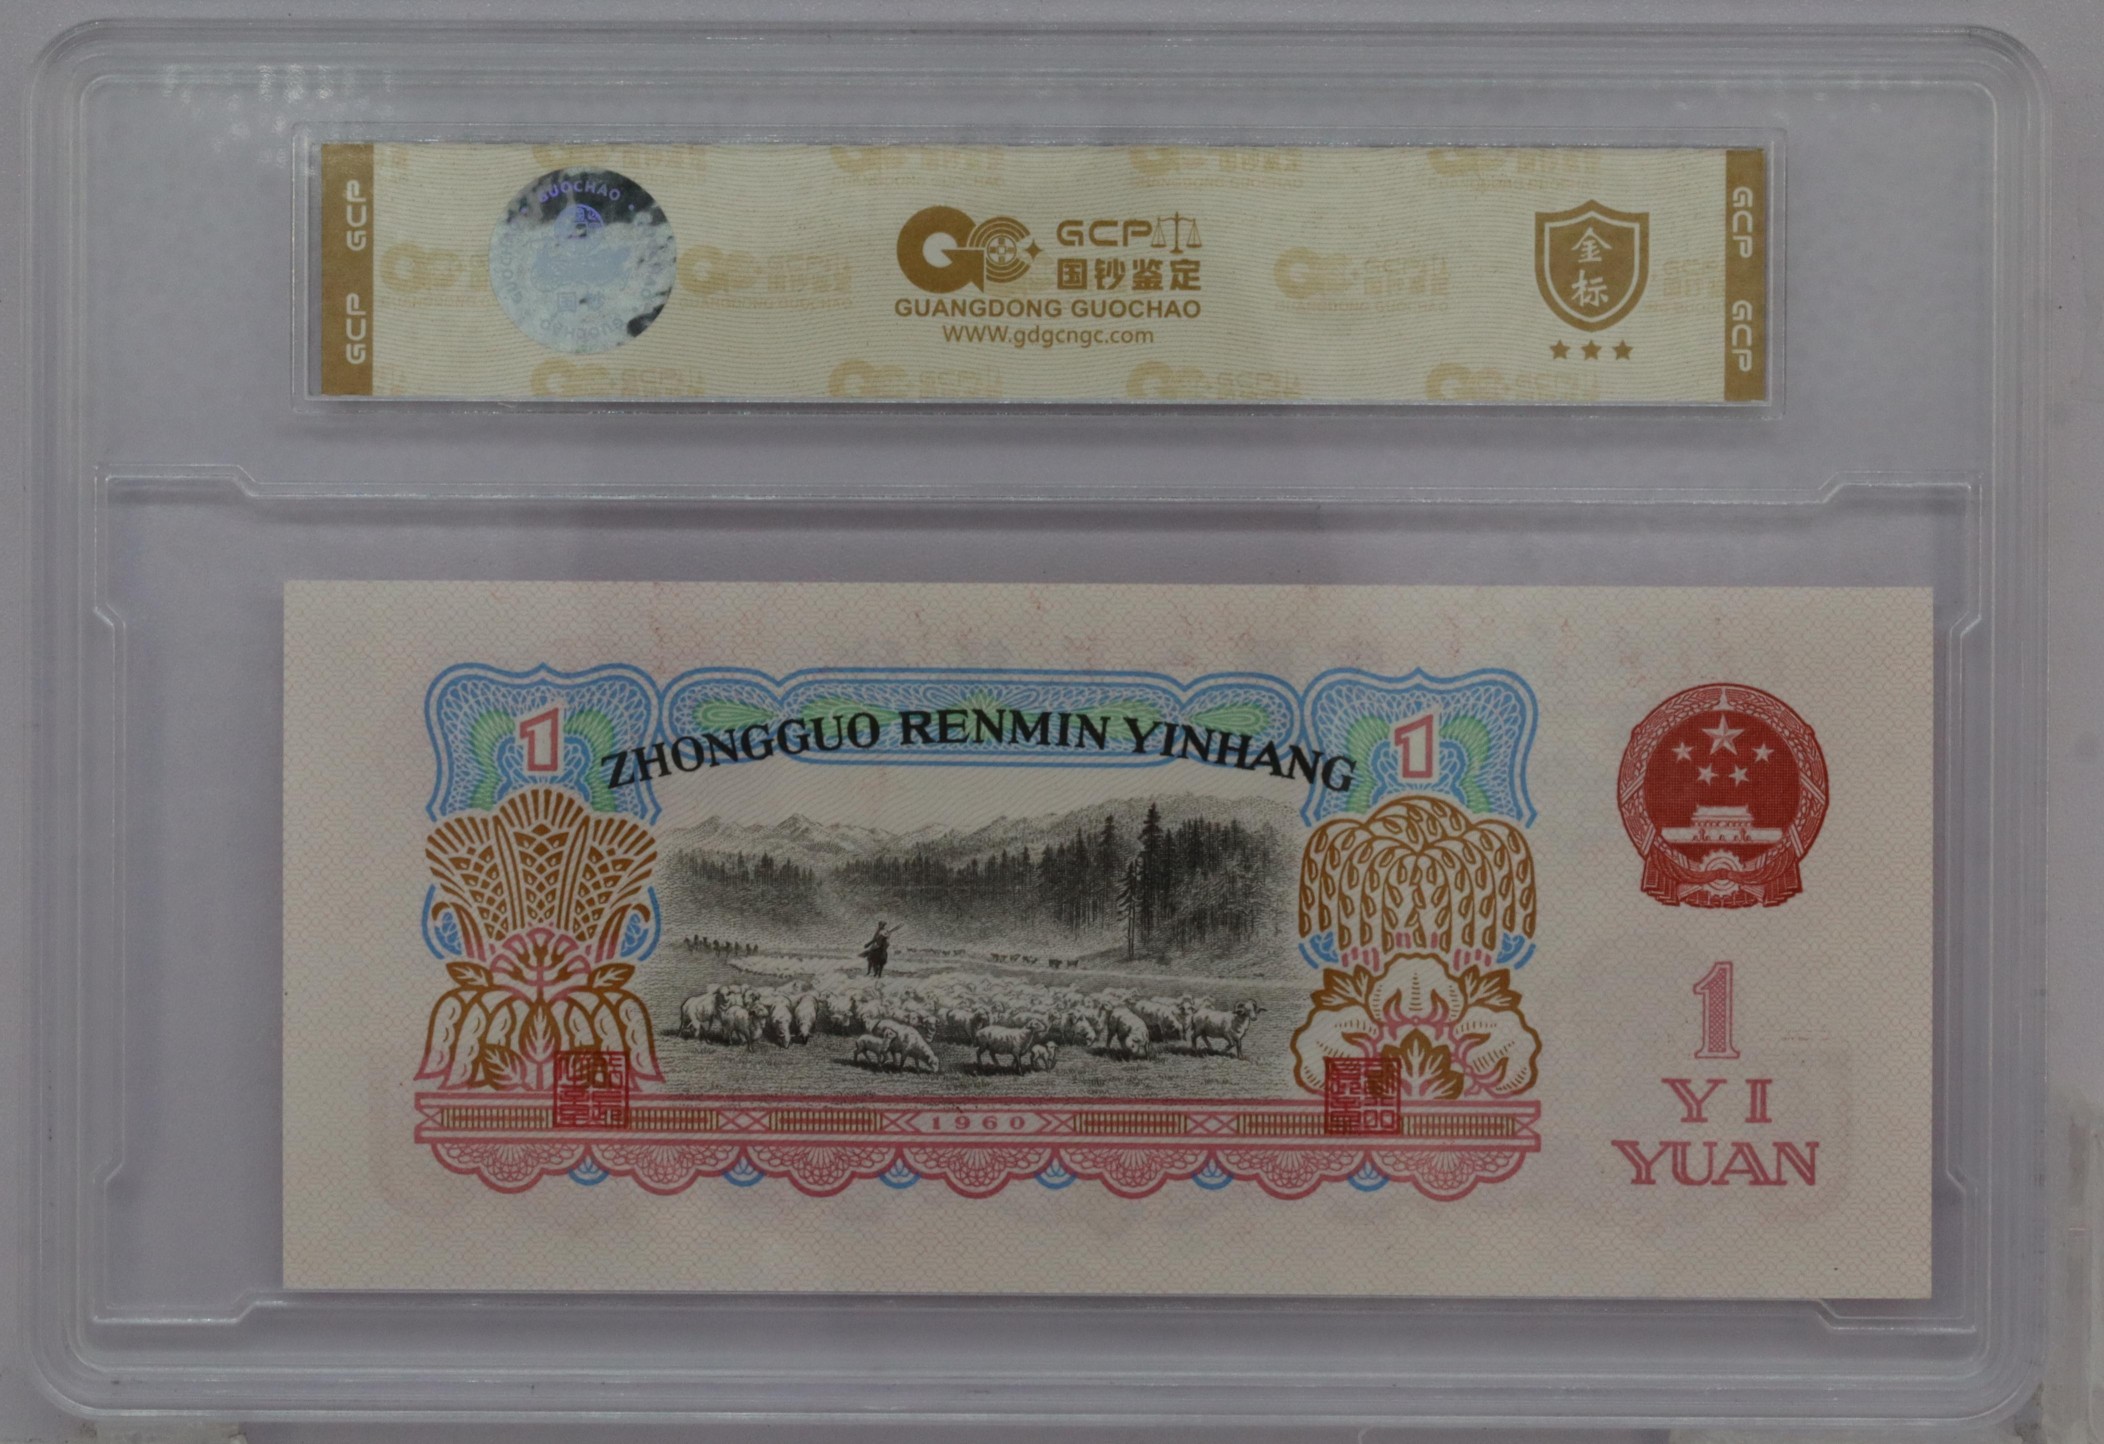 GCP GCP
GUOCHAO
GCP
国钞鉴定
GUANGDONG GUOCHAO
WWW.gdgcngc.com
金标
GCP GCP
1
ZHONGGUO RENMIN YINHANG
1
1960
1
YI
YUAN